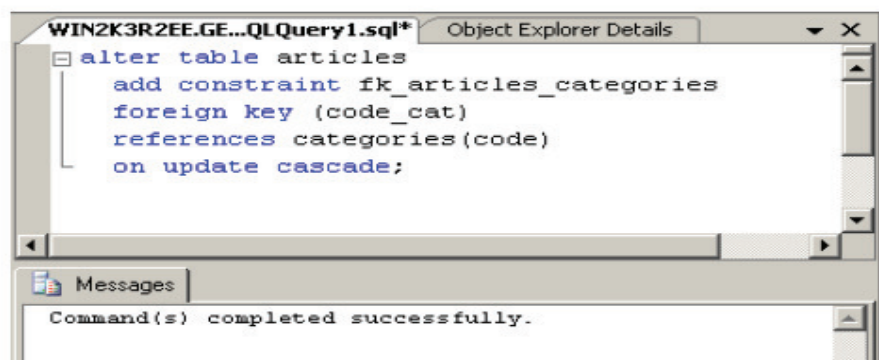 WIN2K3R2EE.GE...QLQuery1.sql* Object Explorer Details
alter table articles
add constraint fk_articles_categories
foreign key (code_cat)
references categories(code)
on update cascade;
Messages
Command(s) completed successfully.